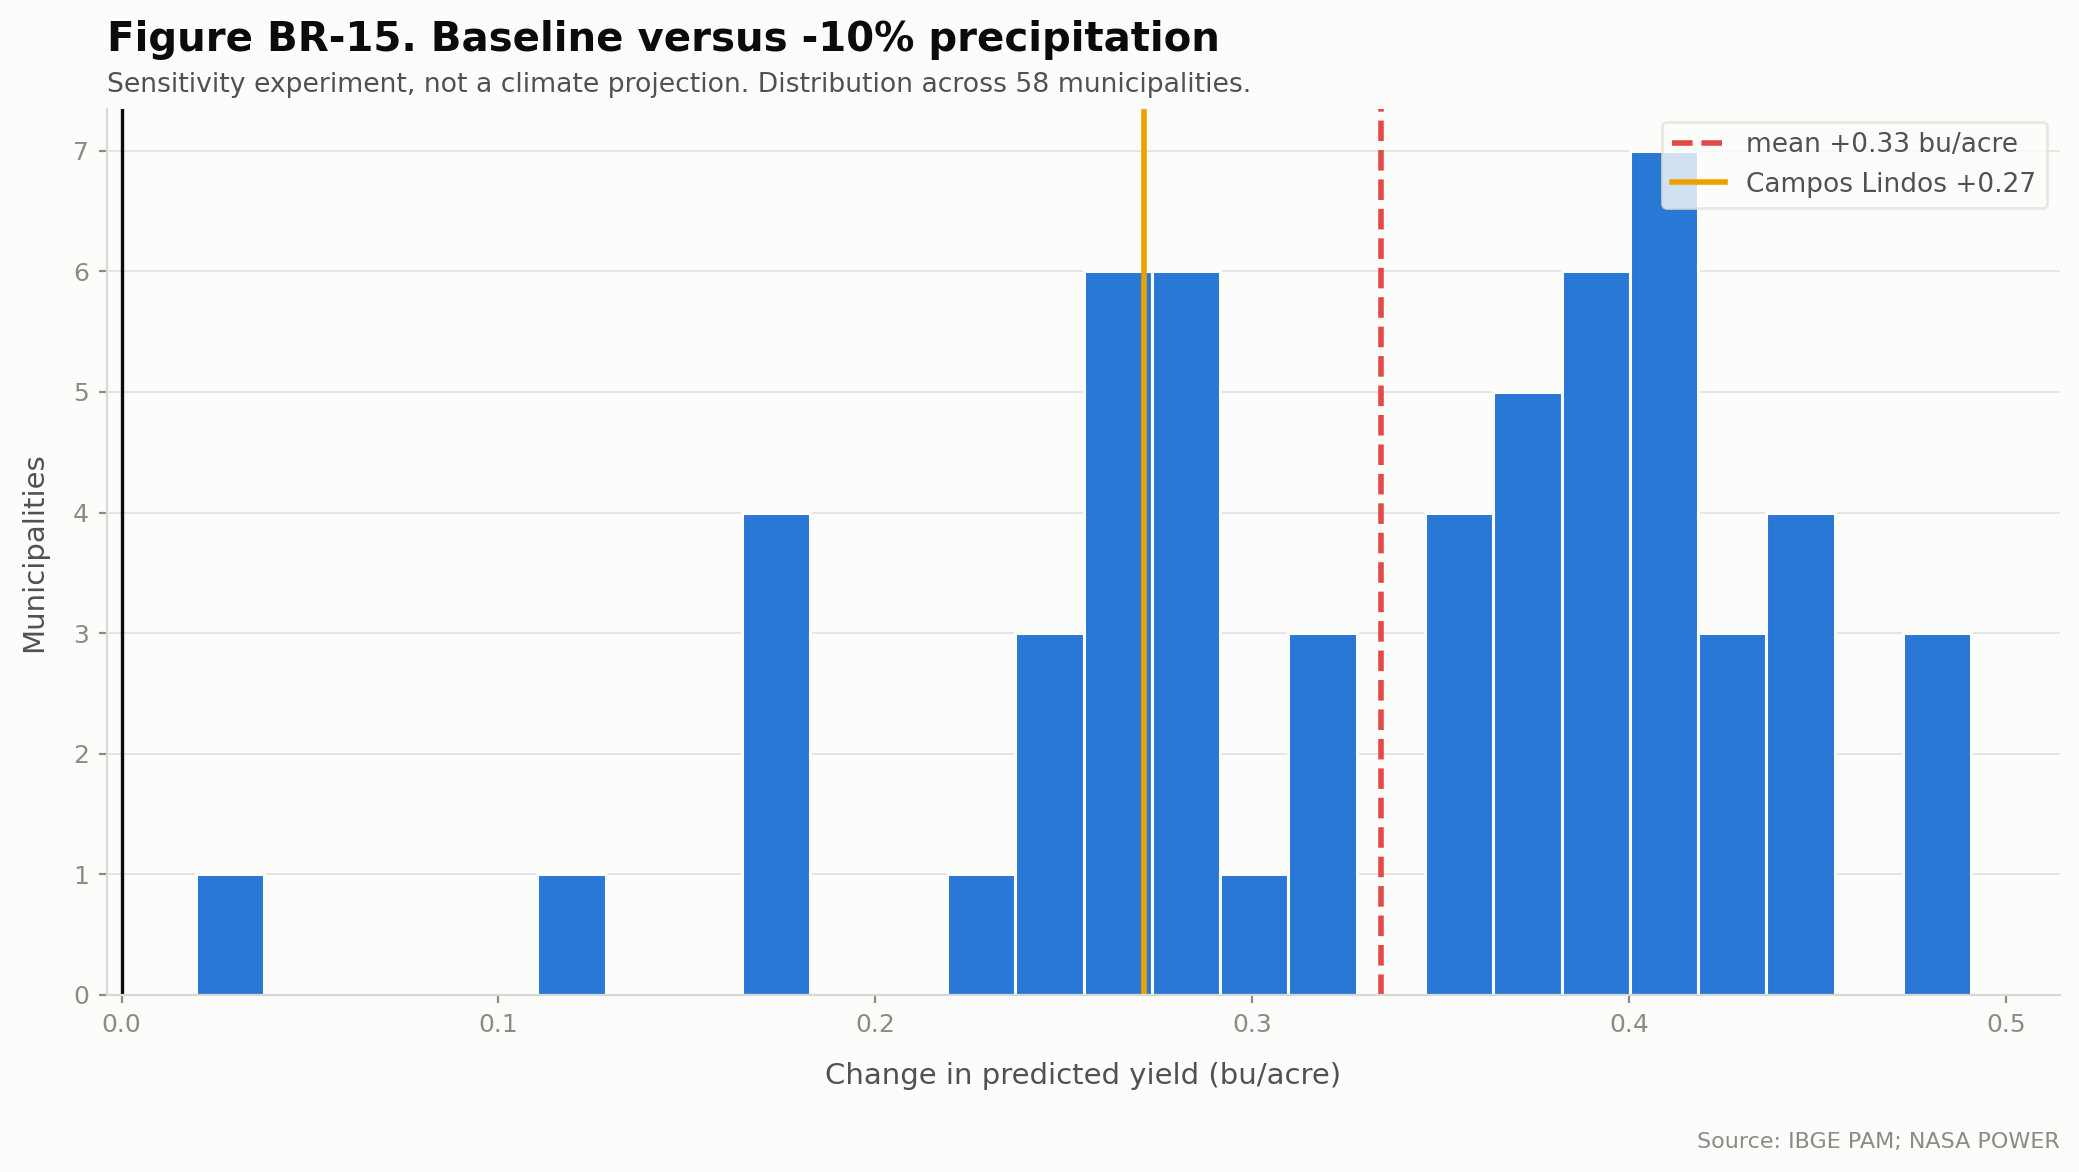 Figure BR-15. Baseline versus -10% precipitation
Sensitivity experiment, not a climate projection. Distribution across 58 municipalities.
mean +0.33 bu/acre
Campos Lindos +0.27
Municipalities
7
6
5
4
3
2
1
0
0.0 0.1 0.2 0.3 0.4 0.5
Change in predicted yield (bu/acre)
Source: IBGE PAM; NASA POWER